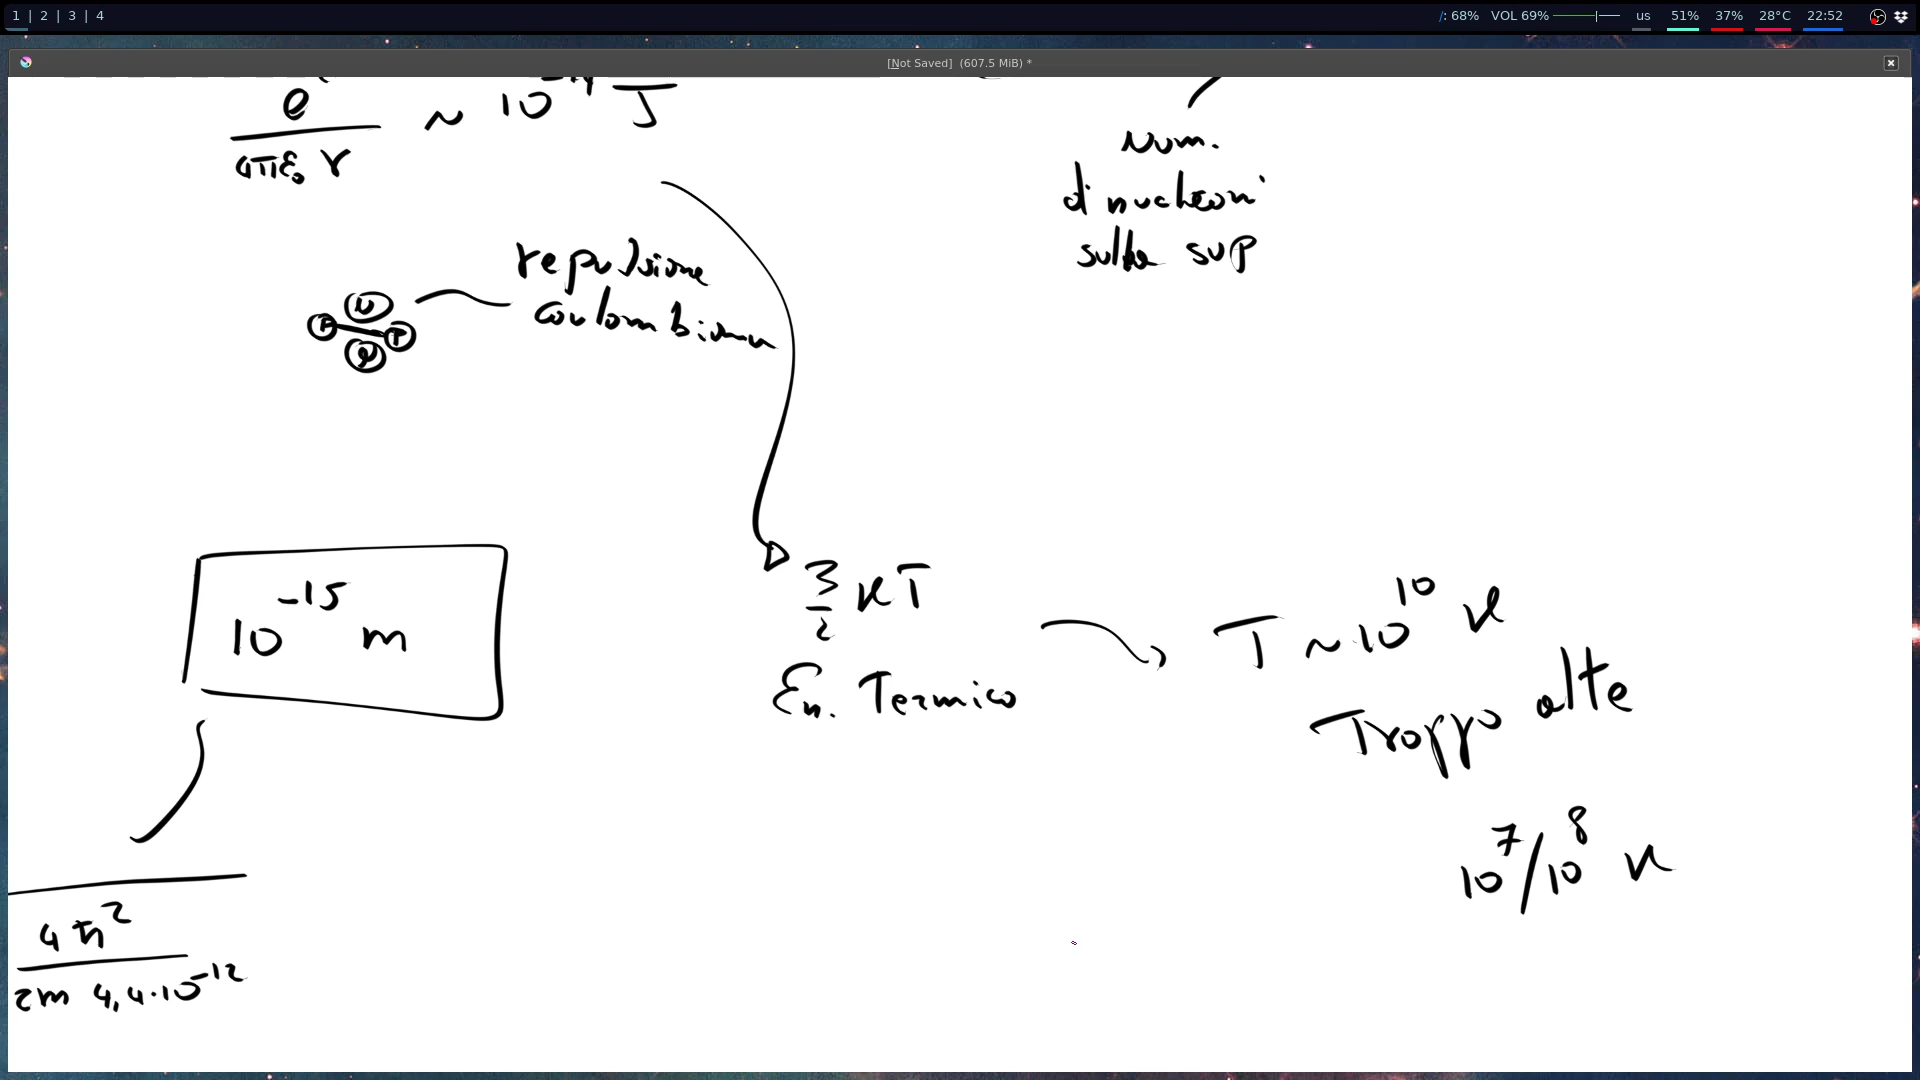 1 | 2 | 3 | 4
/: 68% VOL 69% us 51% 37% 28°C 22:52
[Not Saved] (607.5 MiB) *
e
4πε₀ r
~ 10 J
Num.
di nucleoni
sulla sup
repulsione
coulombiana
N
P
P
10⁻¹⁵ m
3/2 KT
En. Termica
T ~ 10¹⁰ K
Troppo alte
10⁷/10⁸ K
4 ħ²
2m 4,4·10⁻¹²